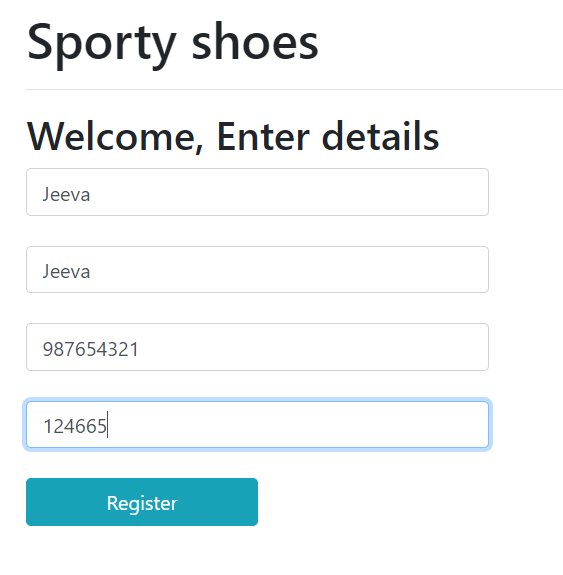 Sporty shoes
Welcome, Enter details
Jeeva
Jeeva
987654321
124665
Register